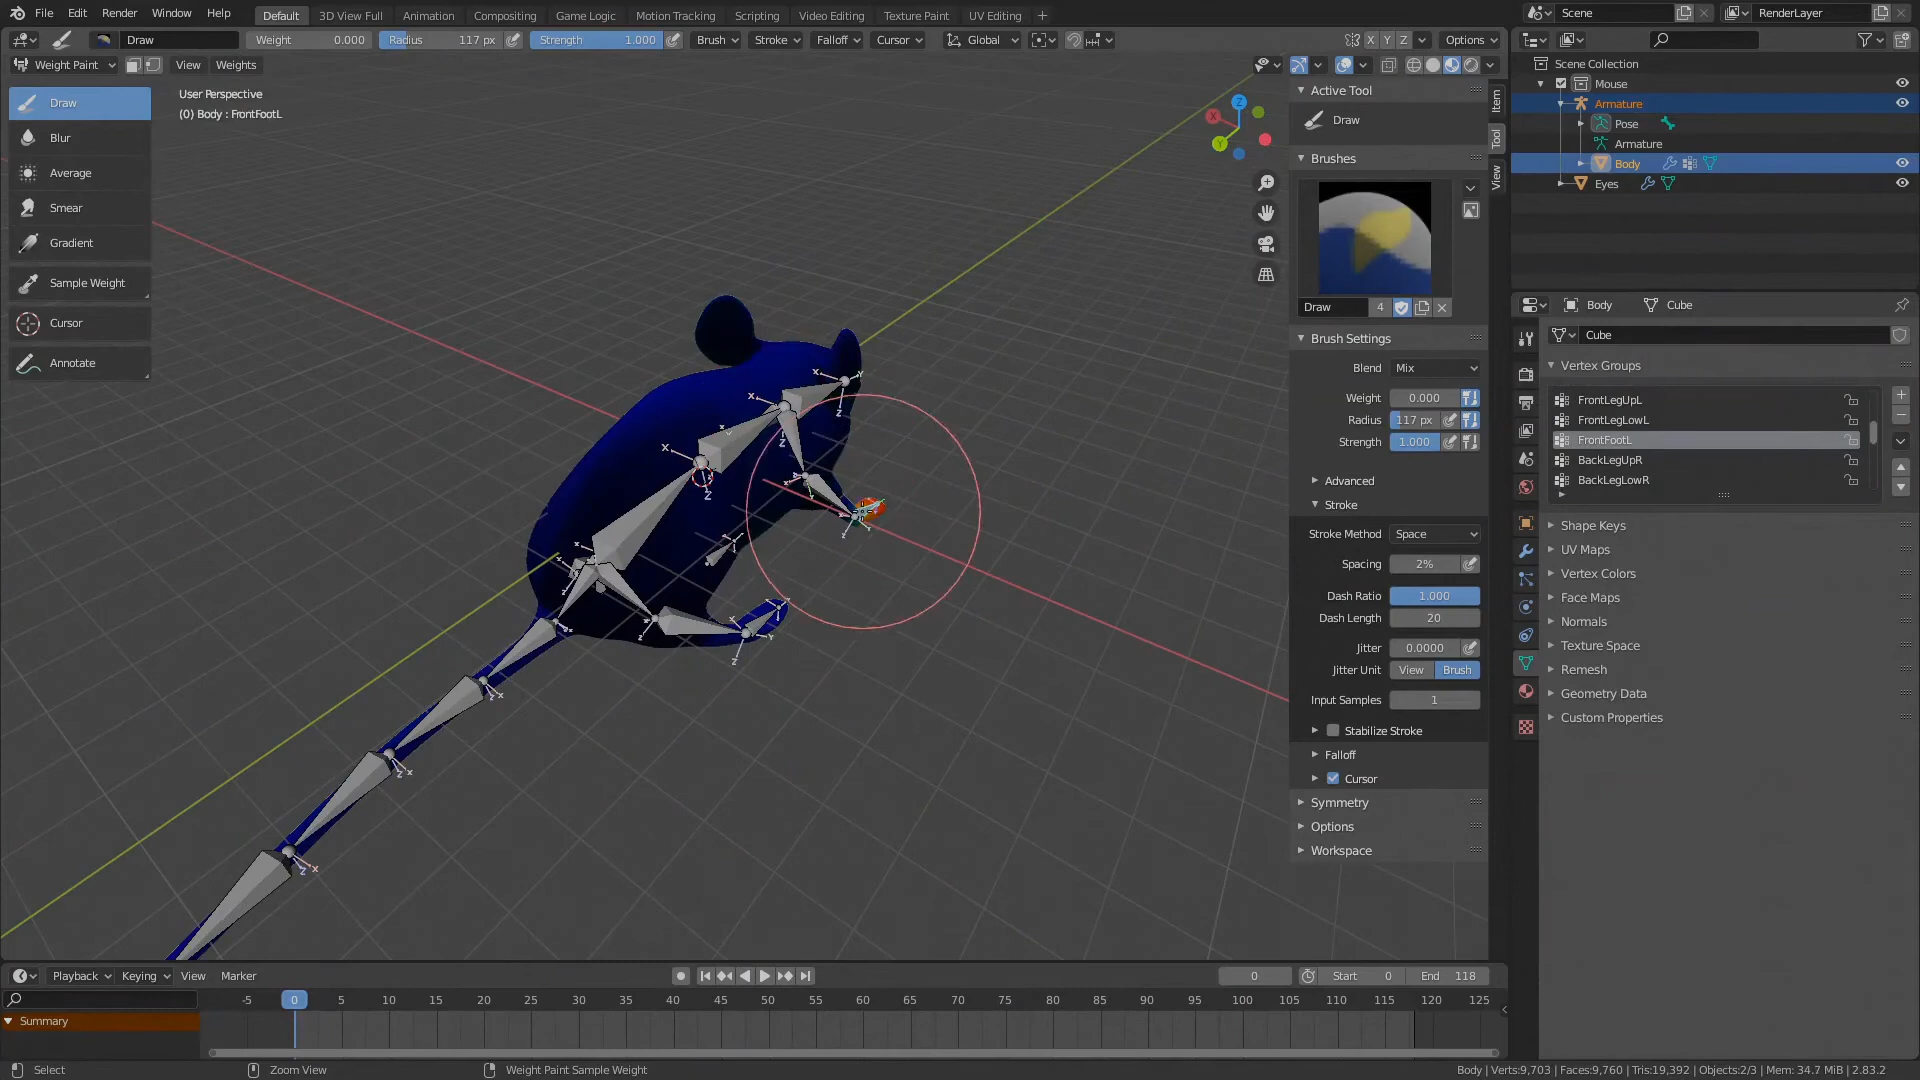 File Edit Render Window Help Default 3D View Full Animation Compositing Game Logic Motion Tracking Scripting Video Editing Texture Paint UV Editing + Scene RenderLayer
Draw Weight 0.000 Radius 117 px Strength 1.000 Brush Stroke Falloff Cursor Global X Y Z Options
Weight Paint View Weights
Draw
Blur
Average
Smear
Gradient
Sample Weight
Cursor
Annotate
User Perspective
(0) Body : FrontFootL
Active Tool
Draw
Brushes
Draw 4
Brush Settings
Blend Mix
Weight 0.000
Radius 117 px
Strength 1.000
Advanced
Stroke
Stroke Method Space
Spacing 2%
Dash Ratio 1.000
Dash Length 20
Jitter 0.0000
Jitter Unit View Brush
Input Samples 1
Stabilize Stroke
Falloff
Cursor
Symmetry
Options
Workspace
Item
Tool
View
Scene Collection
Mouse
Armature
Pose
Armature
Body
Eyes
Body Cube
Cube
Vertex Groups
FrontLegUpL
FrontLegLowL
FrontFootL
BackLegUpR
BackLegLowR
Shape Keys
UV Maps
Vertex Colors
Face Maps
Normals
Texture Space
Remesh
Geometry Data
Custom Properties
Playback Keying View Marker 0 Start 0 End 118
-5 0 5 10 15 20 25 30 35 40 45 50 55 60 65 70 75 80 85 90 95 100 105 110 115 120 125
Summary
Select Zoom View Weight Paint Sample Weight Body | Verts:9,703 | Faces:9,760 | Tris:19,392 | Objects:2/3 | Mem: 34.7 MiB | 2.83.2